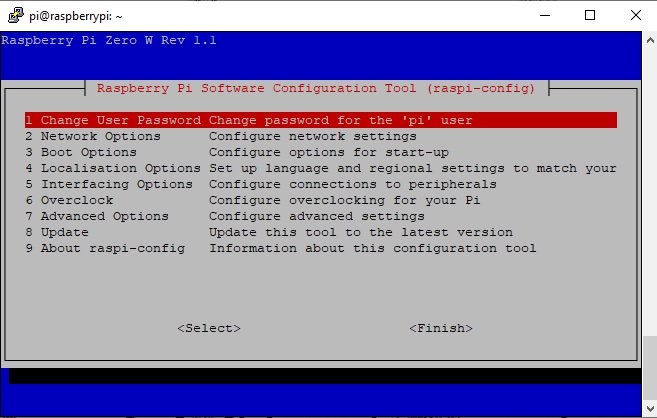 pi@raspberrypi: ~
Raspberry Pi Zero W Rev 1.1
Raspberry Pi Software Configuration Tool (raspi-config)
1 Change User Password Change password for the 'pi' user
2 Network Options Configure network settings
3 Boot Options Configure options for start-up
4 Localisation Options Set up language and regional settings to match your
5 Interfacing Options Configure connections to peripherals
6 Overclock Configure overclocking for your Pi
7 Advanced Options Configure advanced settings
8 Update Update this tool to the latest version
9 About raspi-config Information about this configuration tool
<Select> <Finish>